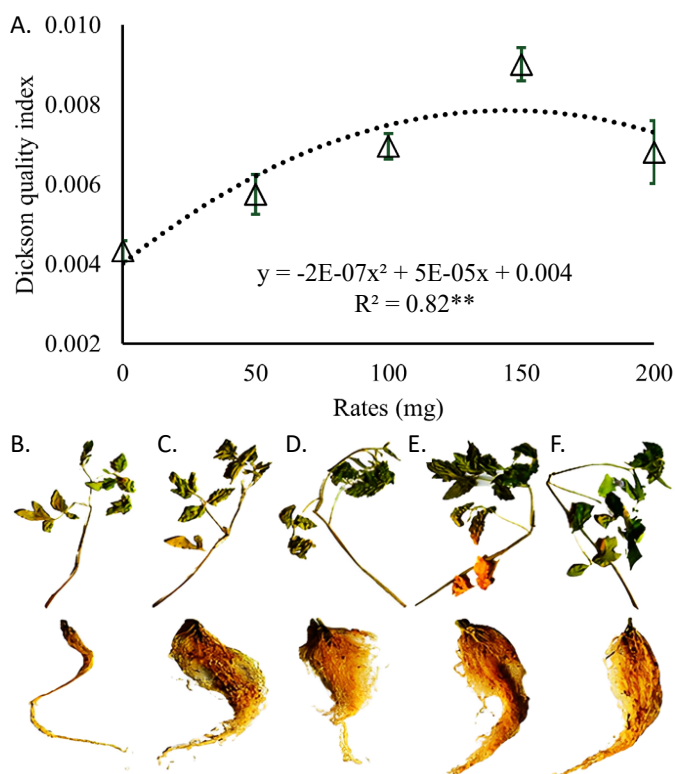 A.
0.010
0.008
0.006
0.004
0.002
Dickson quality index
y = -2E-07x² + 5E-05x + 0.004
R² = 0.82**
0 50 100 150 200
Rates (mg)
B. C. D. E. F.